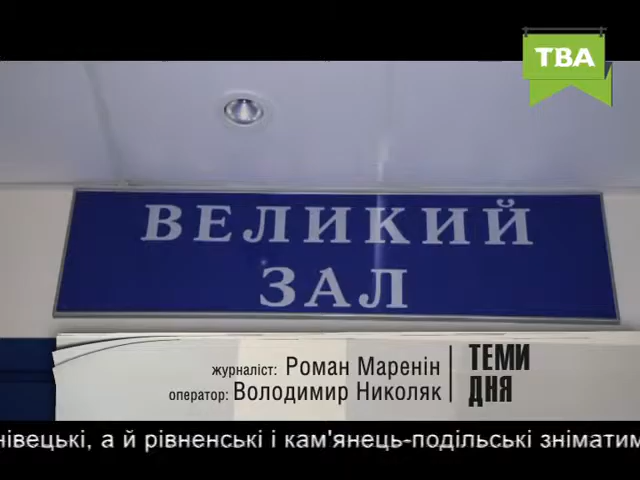 ТВА
ВЕЛИКИЙ
ЗАЛ
журналіст: Роман Маренін
оператор: Володимир Николяк
ТЕМИ
ДНЯ
нівецькі, а й рівненські і кам'янець-подільські зніматим